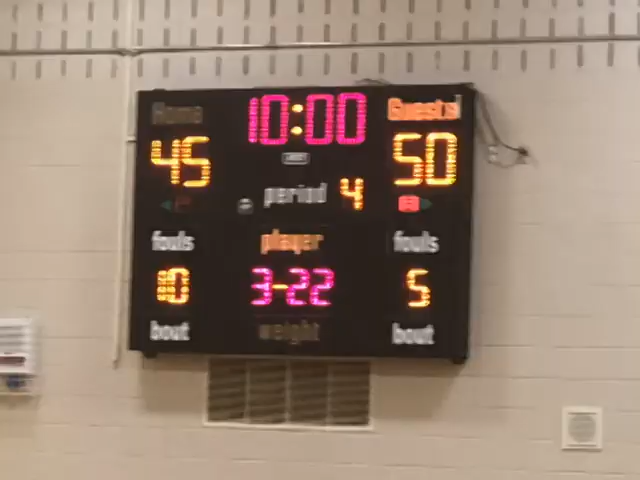 Home 10:00 Guests
45 50
period 4
fouls player fouls
10 3-22 5
bout weight bout